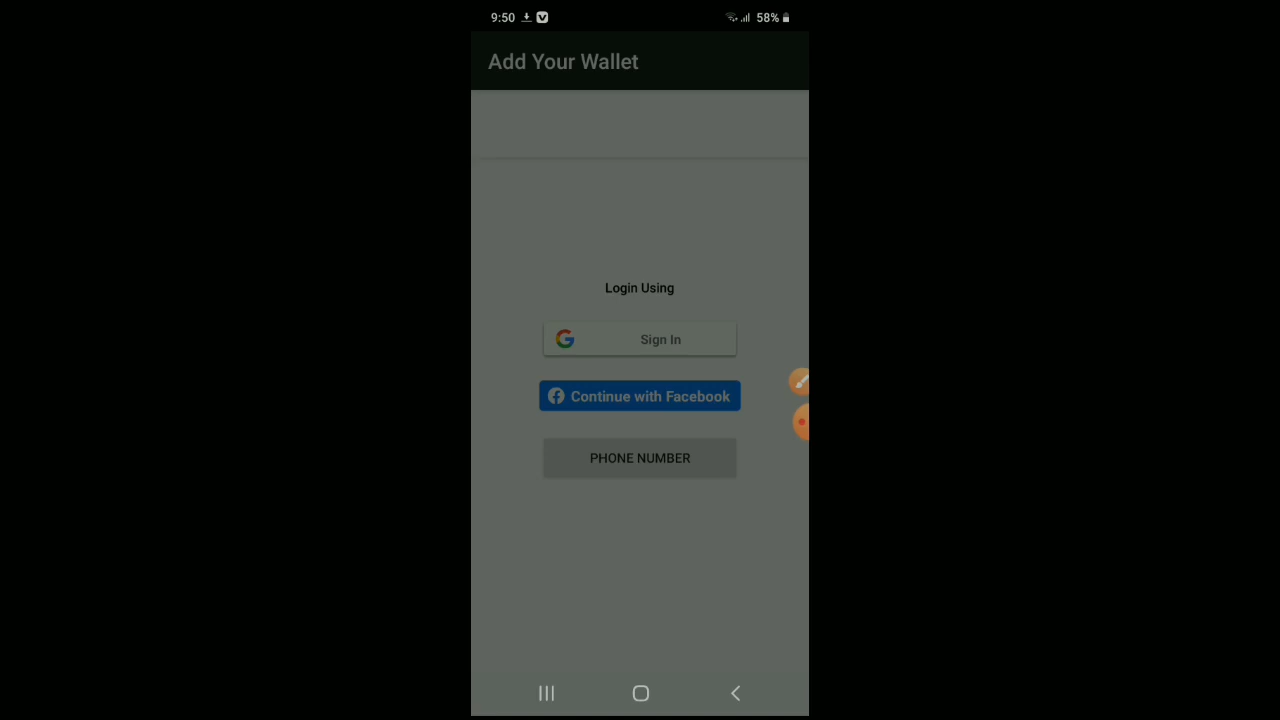 9:50
58%
Add Your Wallet
Login Using
Sign In
Continue with Facebook
PHONE NUMBER